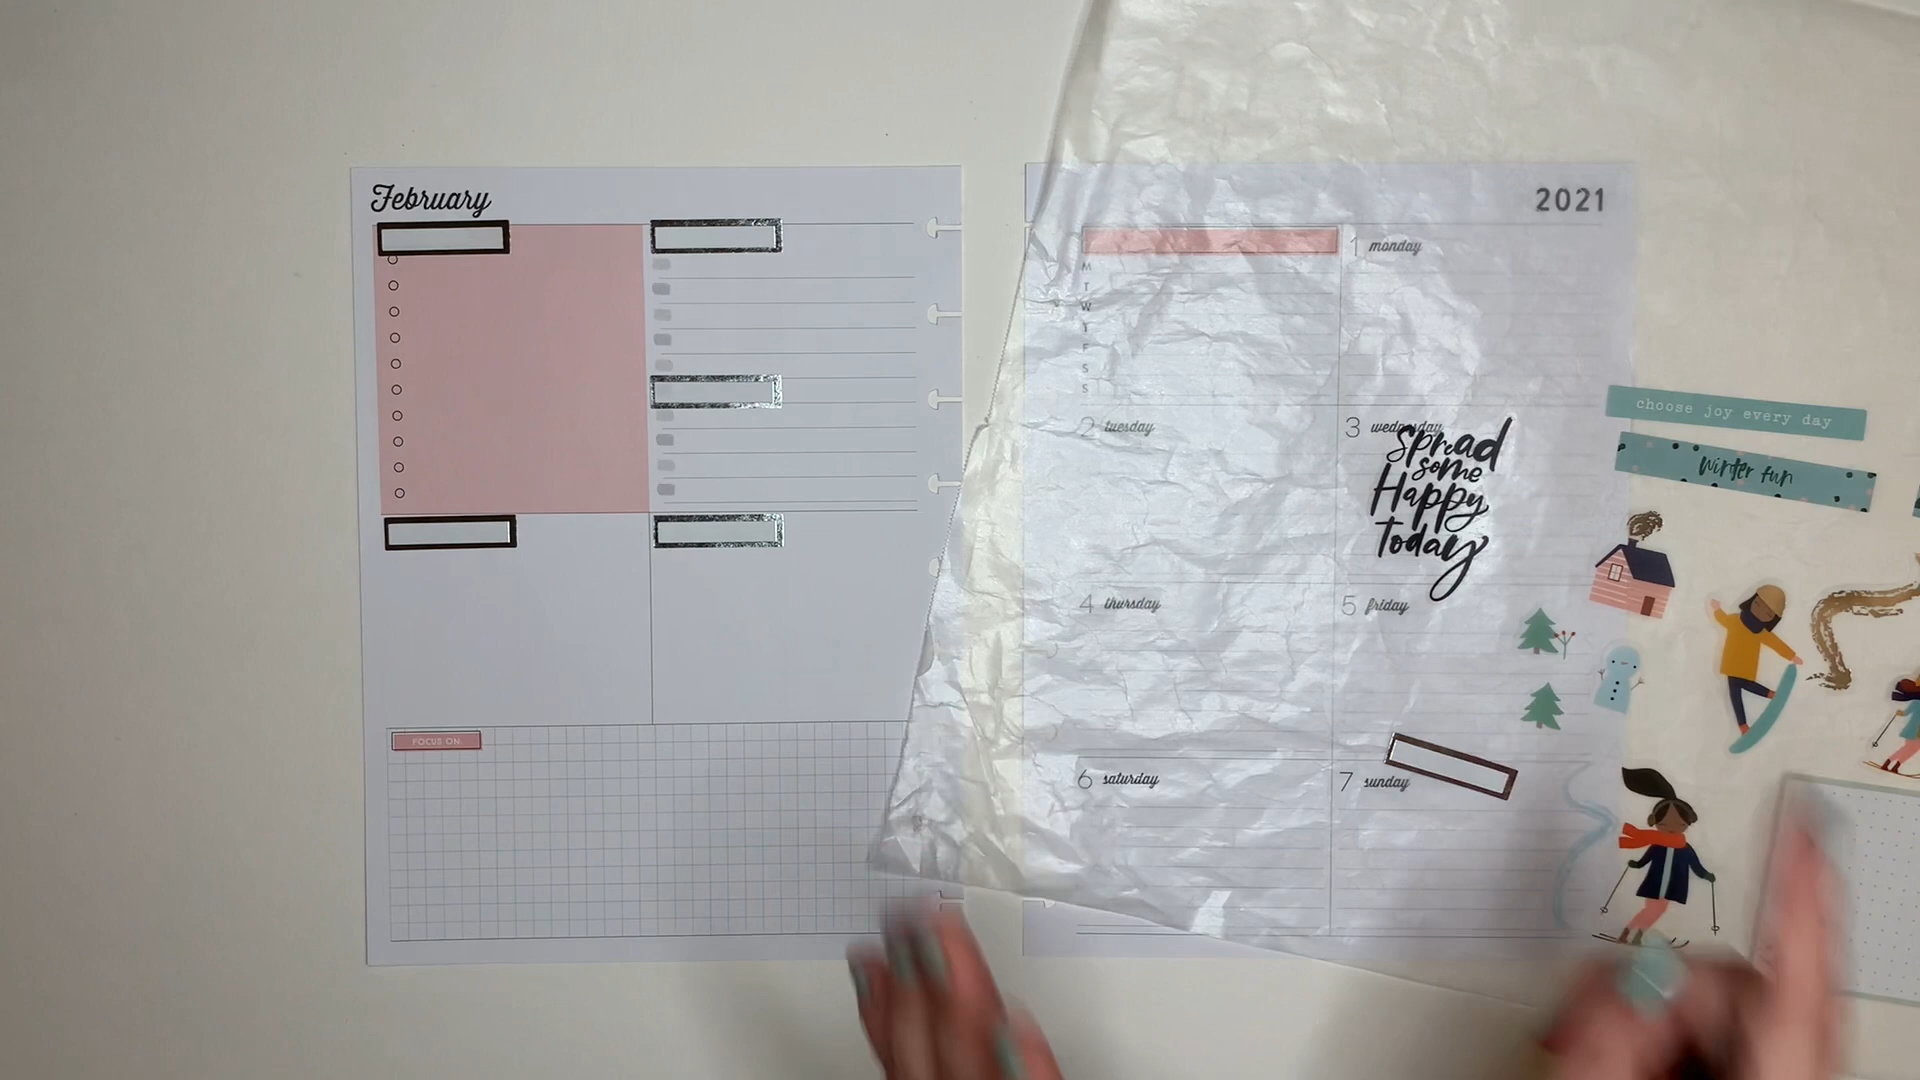 February
FOCUS ON
2021
1 monday
M
T
W
T
F
S
S
2 tuesday
3 wednesday
Spread
some
Happy
Today
4 thursday
5 friday
6 saturday
7 sunday
choose joy every day
winter fun